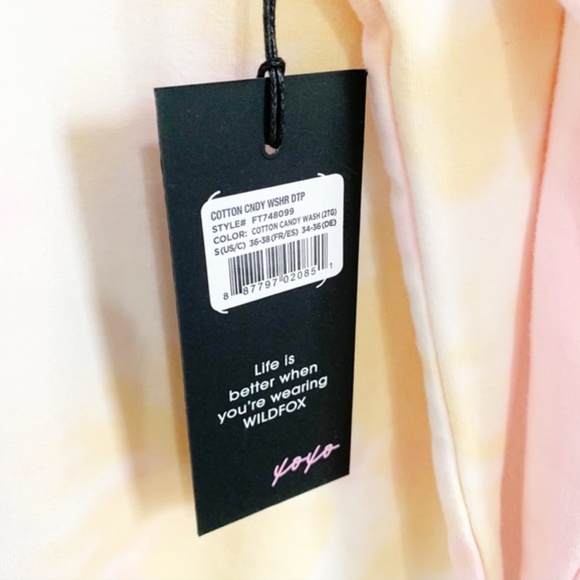 COTTON CNDY WSHR DTP
STYLE# FT748099
COLOR: COTTON CANDY WASH (2TG)
S(US/C) 36-38(FR/ES) 34-36(DE)
8 87797 02085 1
Life is
better when
you're wearing
WILDFOX
xoxo